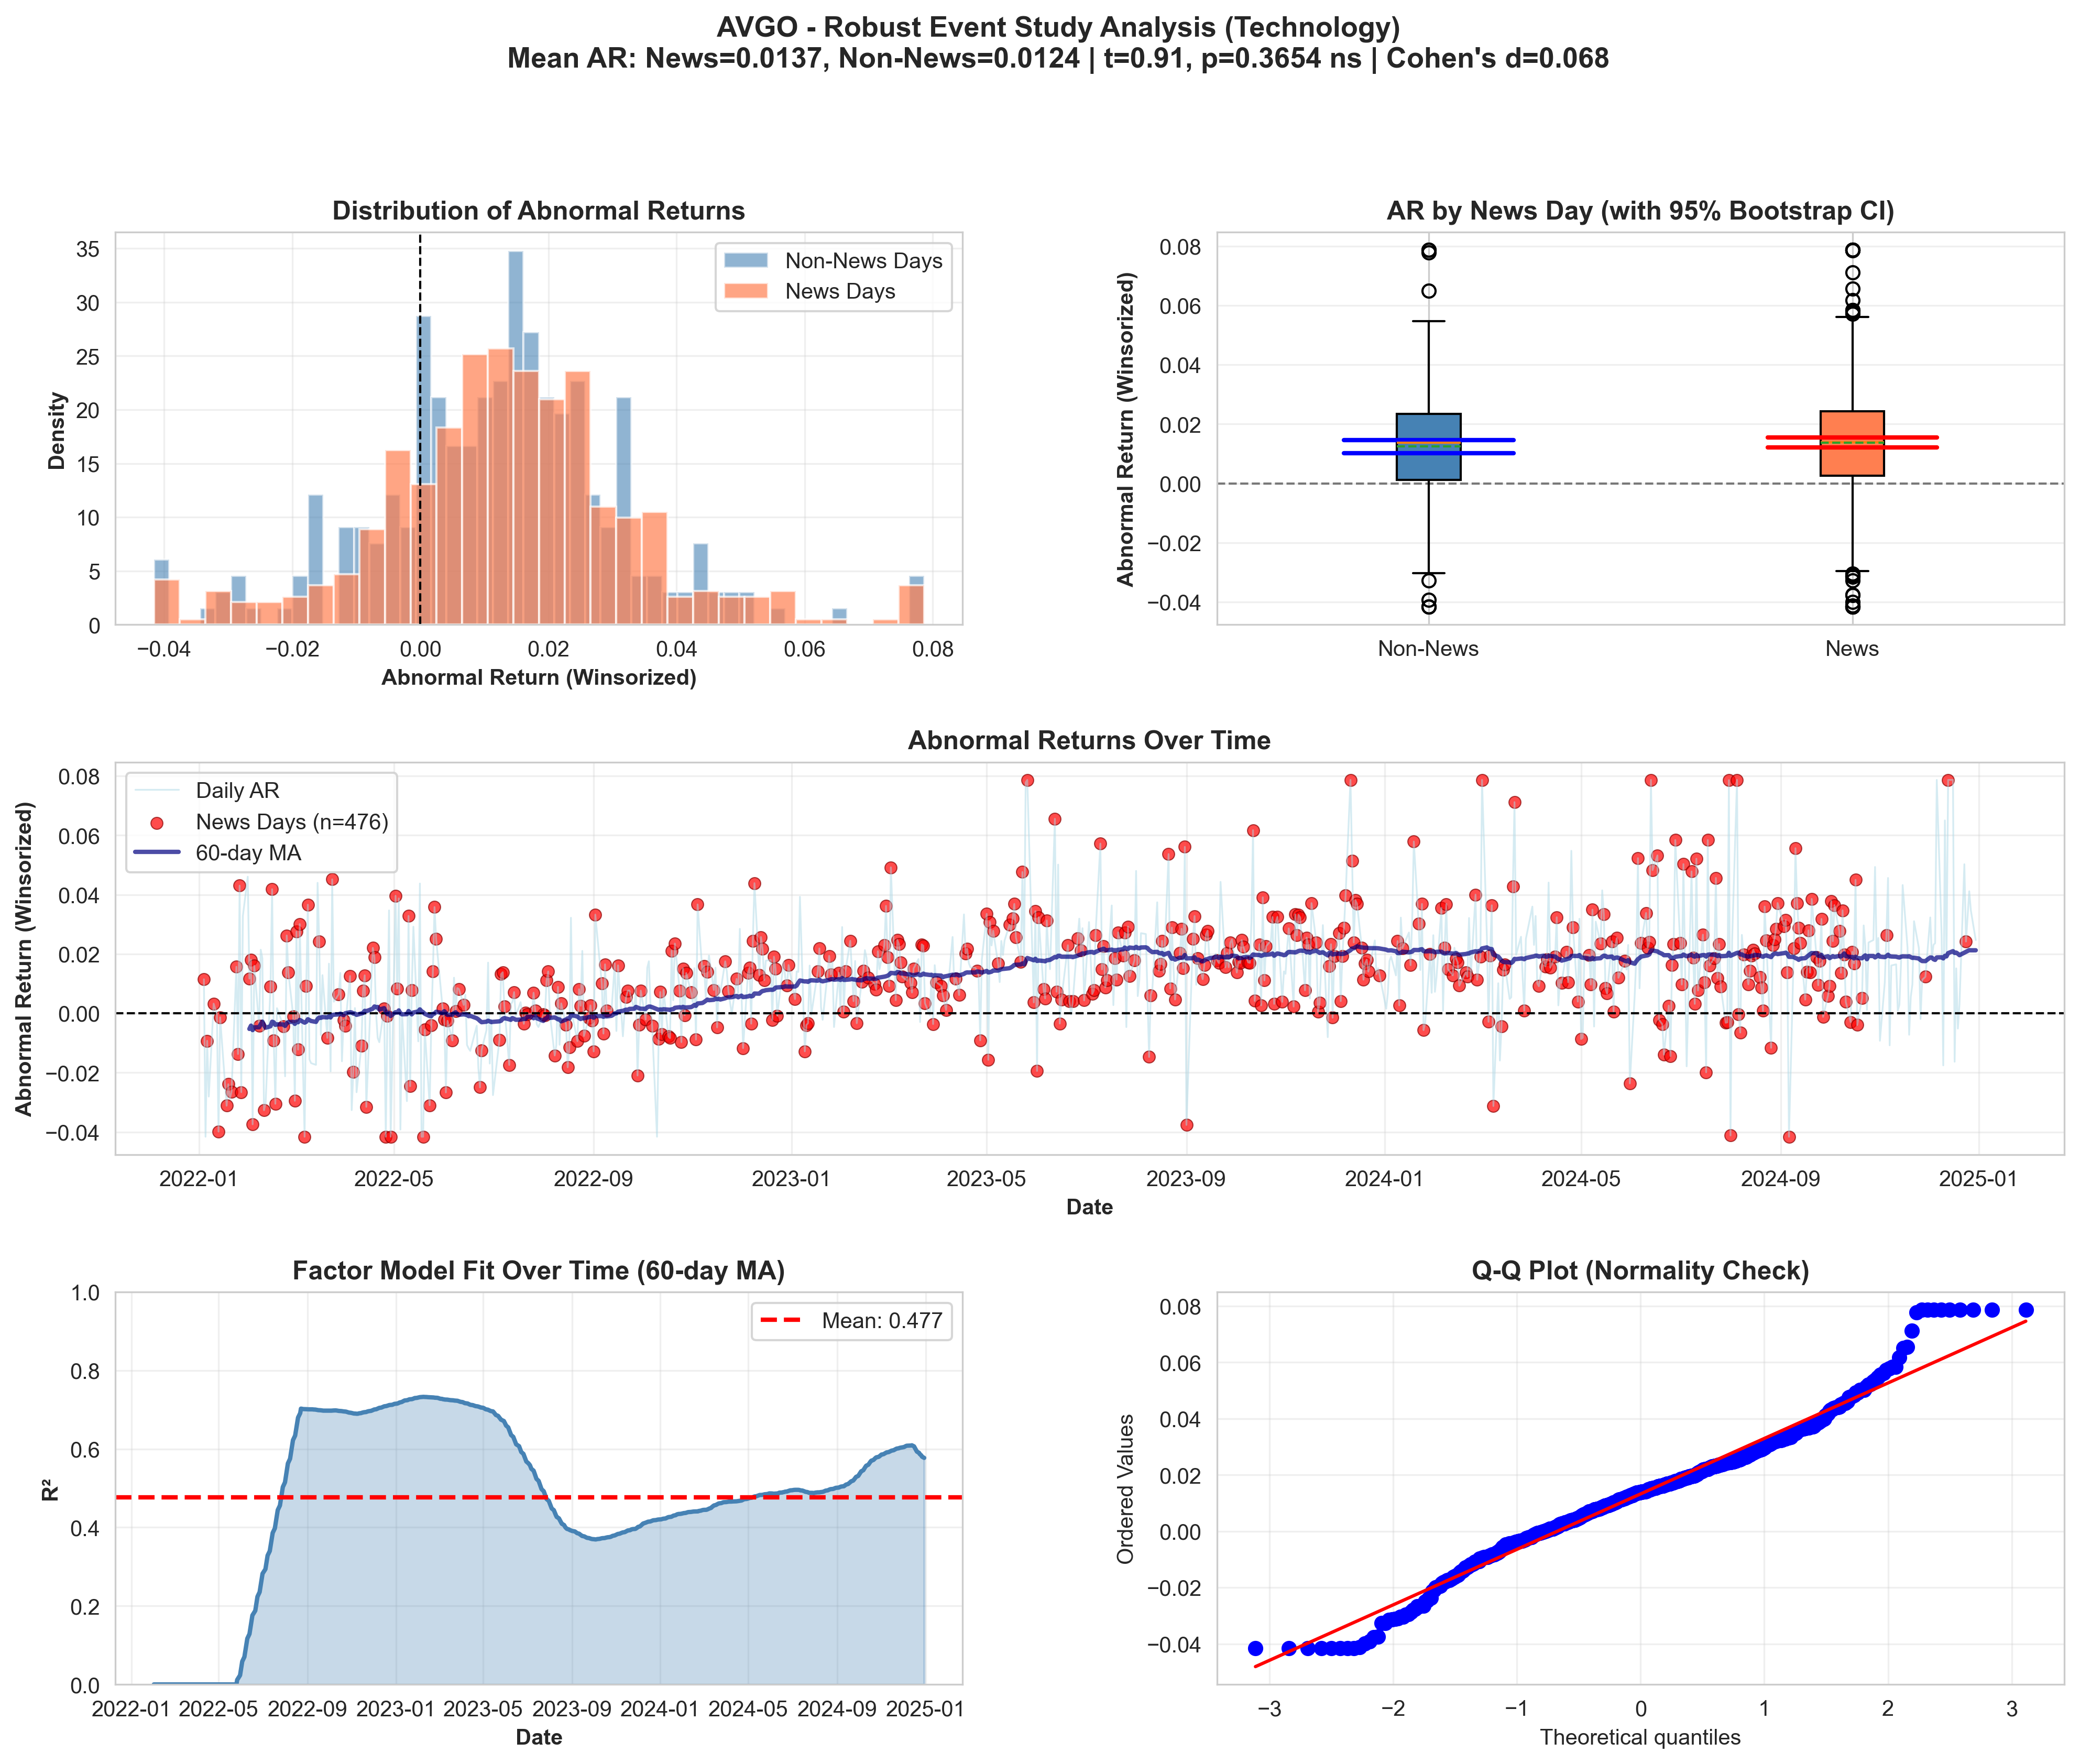 AVGO - Robust Event Study Analysis (Technology)
Mean AR: News=0.0137, Non-News=0.0124 | t=0.91, p=0.3654 ns | Cohen's d=0.068
Distribution of Abnormal Returns
Density
35
30
25
20
15
10
5
0
Non-News Days
News Days
−0.04 −0.02 0.00 0.02 0.04 0.06 0.08
Abnormal Return (Winsorized)
AR by News Day (with 95% Bootstrap CI)
Abnormal Return (Winsorized)
0.08
0.06
0.04
0.02
0.00
−0.02
−0.04
Non-News News
Abnormal Returns Over Time
Abnormal Return (Winsorized)
0.08
0.06
0.04
0.02
0.00
−0.02
−0.04
Daily AR
News Days (n=476)
60-day MA
2022-01 2022-05 2022-09 2023-01 2023-05 2023-09 2024-01 2024-05 2024-09 2025-01
Date
Factor Model Fit Over Time (60-day MA)
R²
1.0
0.8
0.6
0.4
0.2
0.0
Mean: 0.477
2022-01 2022-05 2022-09 2023-01 2023-05 2023-09 2024-01 2024-05 2024-09 2025-01
Date
Q-Q Plot (Normality Check)
Ordered Values
0.08
0.06
0.04
0.02
0.00
−0.02
−0.04
−3 −2 −1 0 1 2 3
Theoretical quantiles